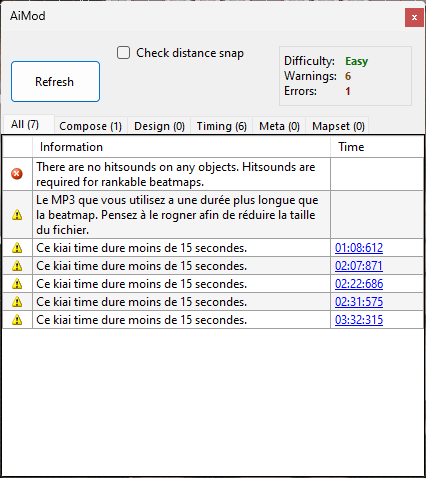 AiMod
x
Refresh
Check distance snap
Difficulty: Easy
Warnings: 6
Errors: 1
All (7) Compose (1) Design (0) Timing (6) Meta (0) Mapset (0)
Information Time
There are no hitsounds on any objects. Hitsounds are
required for rankable beatmaps.
Le MP3 que vous utilisez a une durée plus longue que
la beatmap. Pensez à le rogner afin de réduire la taille
du fichier.
Ce kiai time dure moins de 15 secondes. 01:08:612
Ce kiai time dure moins de 15 secondes. 02:07:871
Ce kiai time dure moins de 15 secondes. 02:22:686
Ce kiai time dure moins de 15 secondes. 02:31:575
Ce kiai time dure moins de 15 secondes. 03:32:315